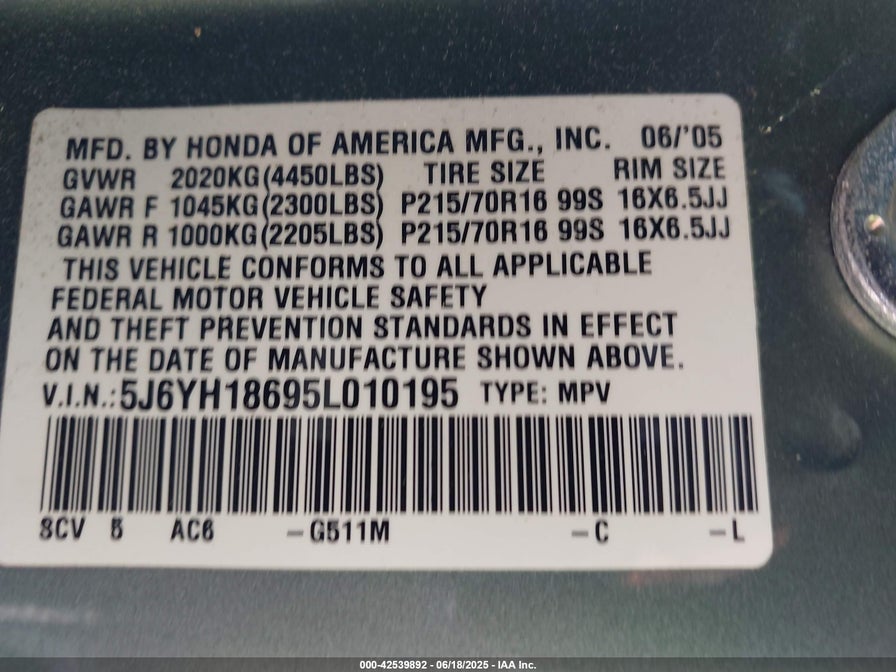 MFD. BY HONDA OF AMERICA MFG., INC. 06/'05
GVWR 2020KG(4450LBS) TIRE SIZE RIM SIZE
GAWR F 1045KG(2300LBS) P215/70R16 99S 16X6.5JJ
GAWR R 1000KG(2205LBS) P215/70R16 99S 16X6.5JJ
THIS VEHICLE CONFORMS TO ALL APPLICABLE
FEDERAL MOTOR VEHICLE SAFETY
AND THEFT PREVENTION STANDARDS IN EFFECT
ON THE DATE OF MANUFACTURE SHOWN ABOVE.
V.I.N.: 5J6YH18695L010195 TYPE: MPV
SCV 5 AC6 –G511M –C –L
000-42539892 - 06/18/2025 - IAA Inc.